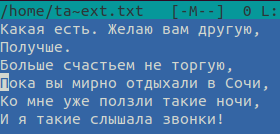 /home/ta~ext.txt [-M--] 0 L:
Какая есть. Желаю вам другую,
Получше.
Больше счастьем не торгую,
Пока вы мирно отдыхали в Сочи,
Ко мне уже ползли такие ночи,
И я такие слышала звонки!